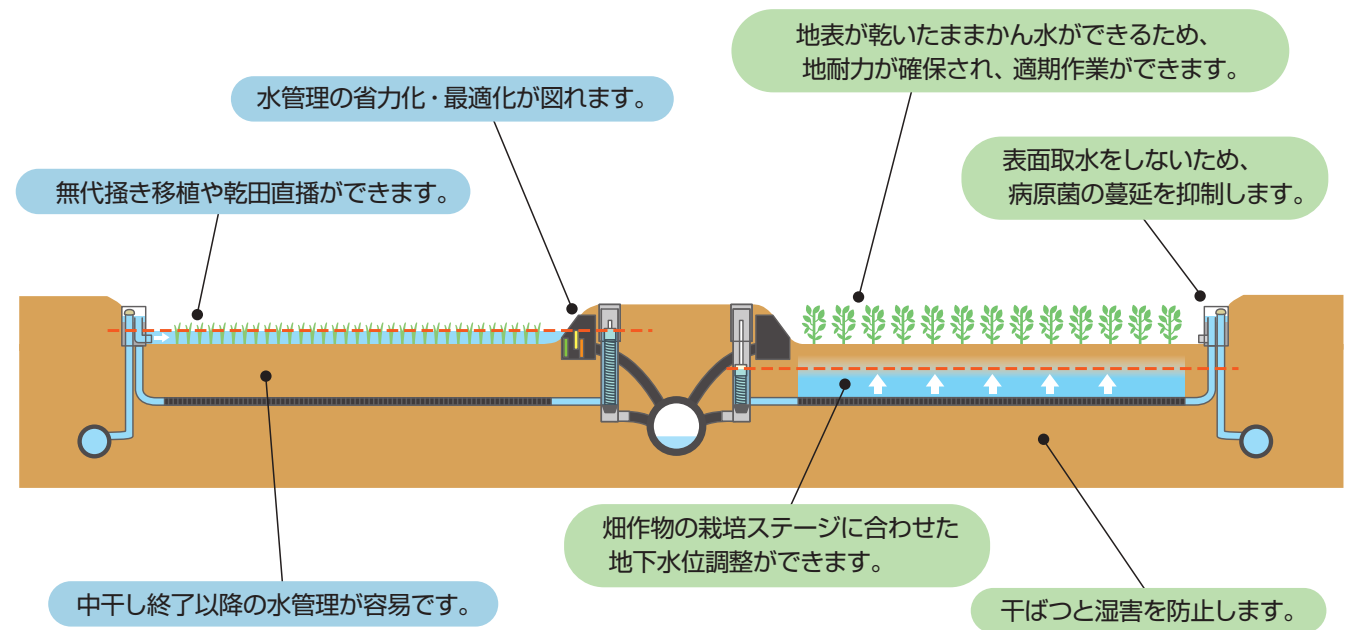 地表が乾いたままかん水ができるため、
地耐力が確保され、適期作業ができます。
水管理の省力化・最適化が図れます。
表面取水をしないため、
病原菌の蔓延を抑制します。
無代掻き移植や乾田直播ができます。
畑作物の栽培ステージに合わせた
地下水位調整ができます。
中干し終了以降の水管理が容易です。
干ばつと湿害を防止します。